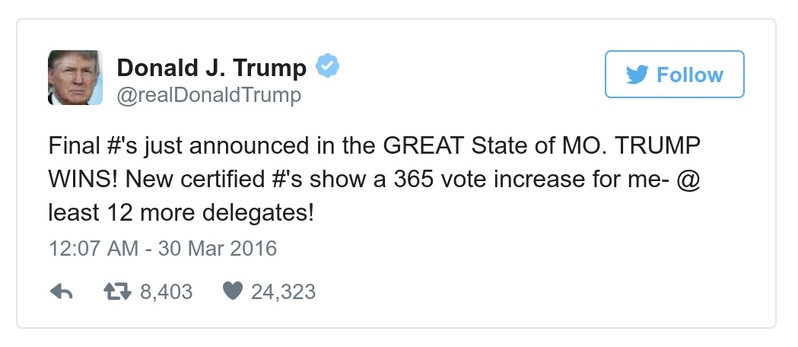 Donald J. Trump
@realDonaldTrump
Follow
Final #'s just announced in the GREAT State of MO. TRUMP
WINS! New certified #'s show a 365 vote increase for me- @
least 12 more delegates!
12:07 AM - 30 Mar 2016
8,403 24,323